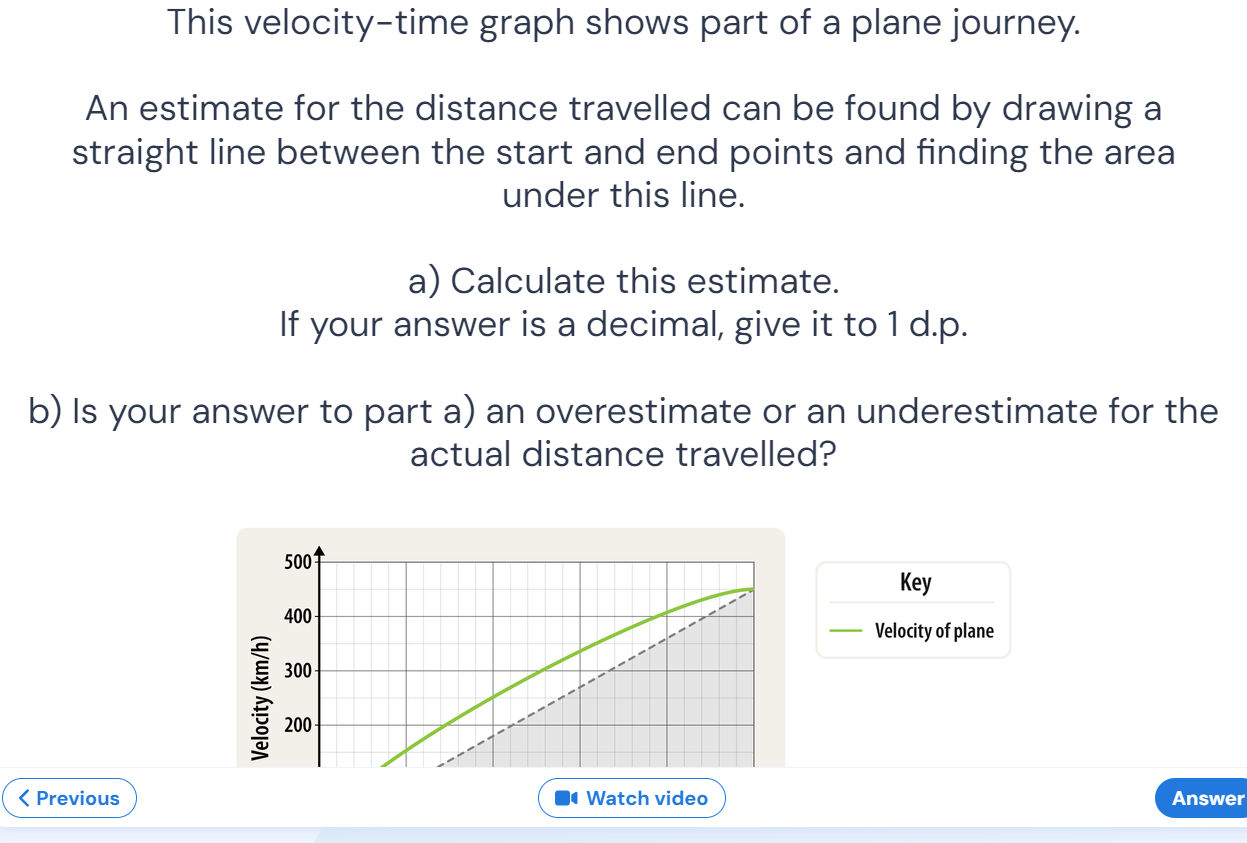 This velocity-time graph shows part of a plane journey.
An estimate for the distance travelled can be found by drawing a
straight line between the start and end points and finding the area
under this line.
a) Calculate this estimate.
If your answer is a decimal, give it to 1 d.p.
b) Is your answer to part a) an overestimate or an underestimate for the
actual distance travelled?
500
400
300
200
Velocity (km/h)
Key
Velocity of plane
Previous
Watch video
Answer